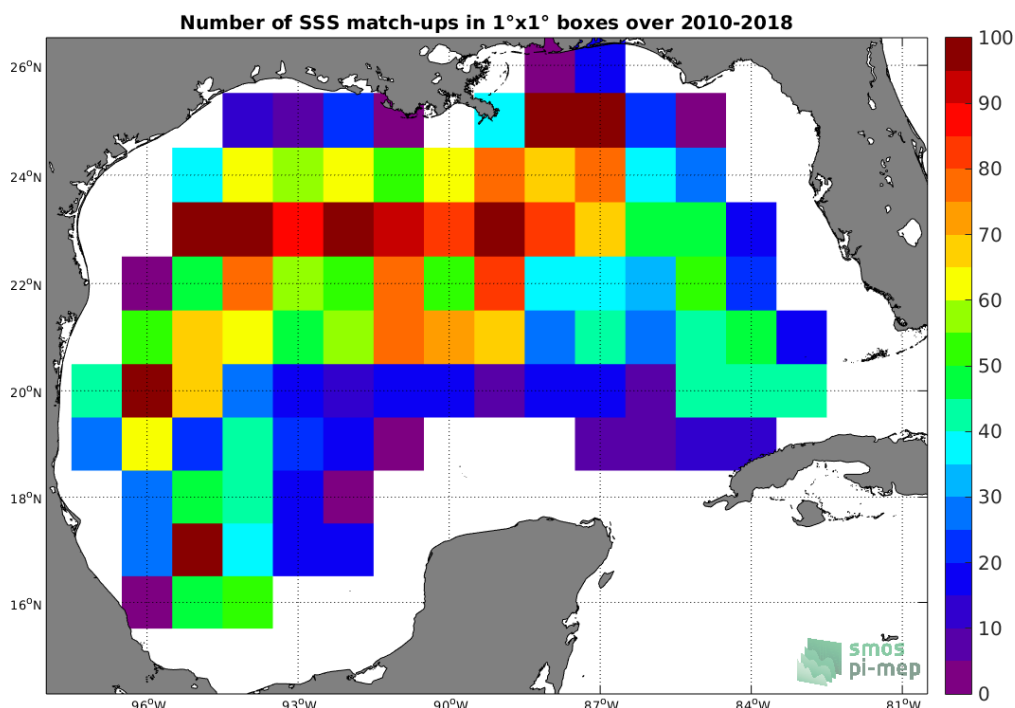 Number of SSS match-ups in 1°x1° boxes over 2010-2018
26°N
24°N
22°N
20°N
18°N
16°N
96°W
93°W
90°W
87°W
84°W
81°W
100
90
80
70
60
50
40
30
20
10
0
smos
pi-mep